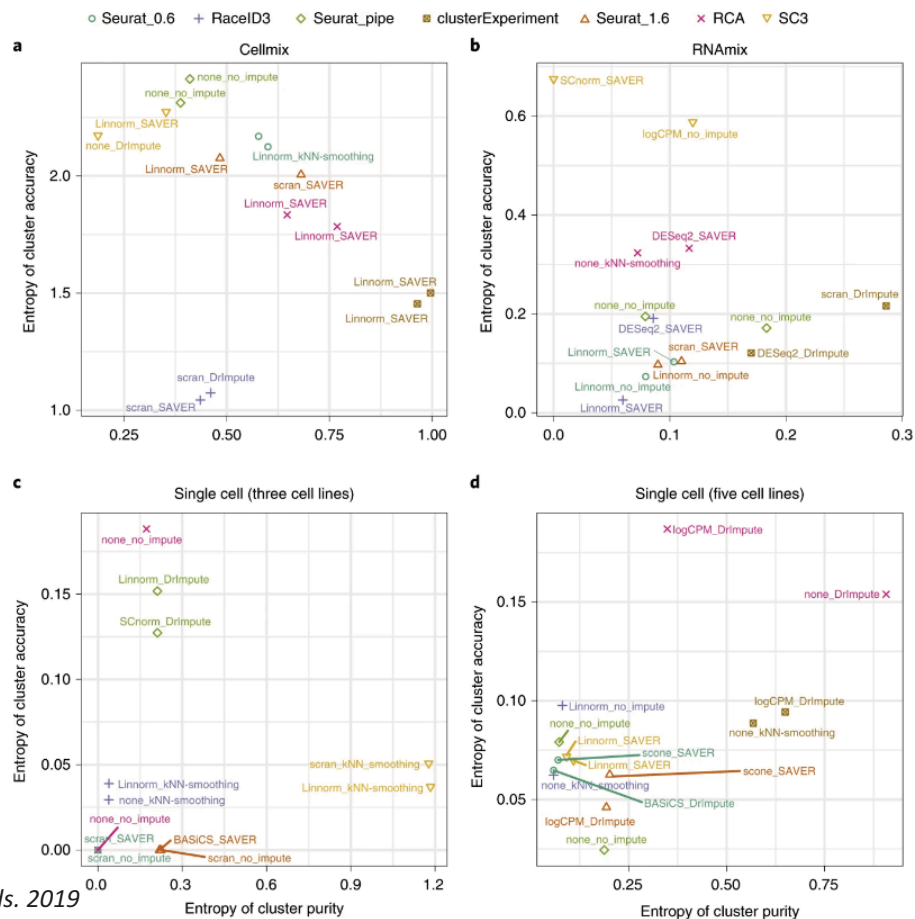 Seurat_0.6 RaceID3 Seurat_pipe clusterExperiment Seurat_1.6 RCA SC3
a
Cellmix
Entropy of cluster accuracy
2.0
1.5
1.0
0.25 0.50 0.75 1.00
none_no_impute
none_no_impute
Linnorm_SAVER
none_DrImpute
Linnorm_kNN-smoothing
Linnorm_SAVER
scran_SAVER
Linnorm_SAVER
Linnorm_SAVER
Linnorm_SAVER
Linnorm_SAVER
scran_DrImpute
scran_SAVER
b
RNAmix
Entropy of cluster accuracy
0.6
0.4
0.2
0.0
0.0 0.1 0.2 0.3
SCnorm_SAVER
logCPM_no_impute
DESeq2_SAVER
none_kNN-smoothing
scran_DrImpute
none_no_impute
none_no_impute
DESeq2_SAVER
scran_SAVER
Linnorm_SAVER
DESeq2_DrImpute
Linnorm_no_impute
Linnorm_no_impute
Linnorm_SAVER
c
Single cell (three cell lines)
Entropy of cluster accuracy
0.15
0.10
0.05
0.00
0.0 0.3 0.6 0.9 1.2
Entropy of cluster purity
none_no_impute
Linnorm_DrImpute
SCnorm_DrImpute
scran_kNN-smoothing
Linnorm_kNN-smoothing
Linnorm_kNN-smoothing
none_kNN-smoothing
none_no_impute
scran_SAVER
BASiCS_SAVER
scran_no_impute
scran_no_impute
d
Single cell (five cell lines)
Entropy of cluster accuracy
0.15
0.10
0.05
0.25 0.50 0.75
Entropy of cluster purity
logCPM_DrImpute
none_DrImpute
Linnorm_no_impute
logCPM_DrImpute
none_no_impute
none_kNN-smoothing
Linnorm_SAVER
scone_SAVER
Linnorm_SAVER
scone_SAVER
none_kNN_smoothing
BASiCS_DrImpute
logCPM_DrImpute
none_no_impute
ds. 2019